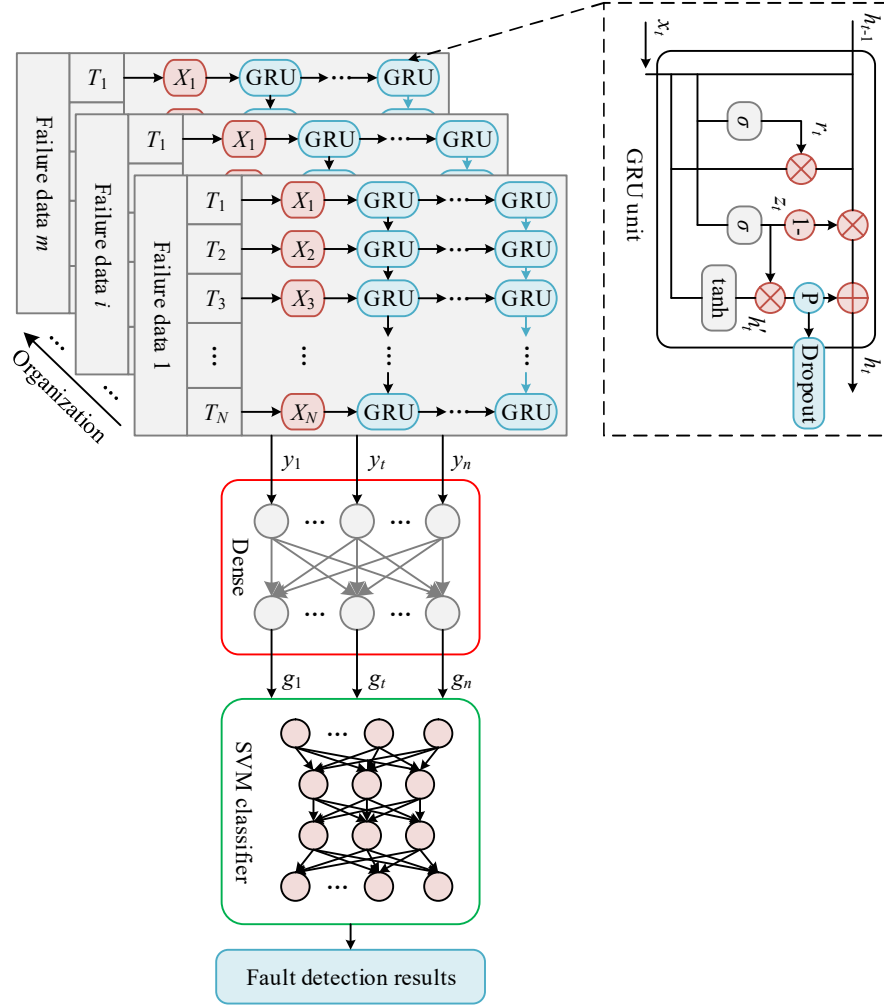 T1 X1 GRU ... GRU
Failure data m
T1 X1 GRU ... GRU
Failure data i
T1 X1 GRU ... GRU
T2 X2 GRU ... GRU
T3 X3 GRU ... GRU
... ... ...
TN XN GRU ... GRU
Failure data 1
... ...
Organization
xt ht-1
GRU unit
σ rt
σ zt 1-
tanh h't P
Dropout ht
y1 yt yn
... ...
Dense
... ...
g1 gt gn
...
SVM classifier
...
Fault detection results